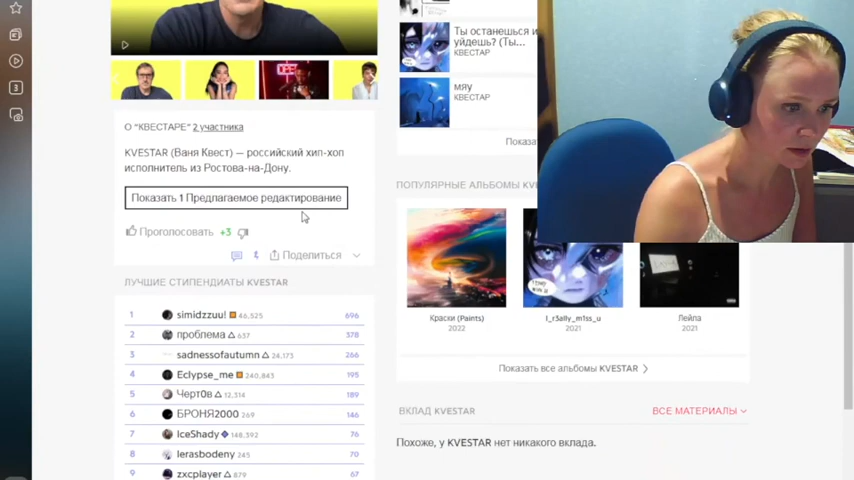 3
О “КВЕСТАРЕ” 2 участника
KVESTAR (Ваня Квест) — российский хип-хоп
исполнитель из Ростова-на-Дону.
Показать 1 Предлагаемое редактирование
Проголосовать +3
Поделиться
ЛУЧШИЕ СТИПЕНДИАТЫ KVESTAR
1 simidzzuu! 46,525 696
2 проблема 637 378
3 sadnessofautumn 24,173 266
4 Eclypse_me 240,843 195
5 Черт0в 12,314 189
6 БРОНЯ2000 269 146
7 IceShady 148,392 76
8 lerasbodeny 245 70
9 zxcplayer 879 67
Ты останешься и
уйдешь? (Ты...
КВЕСТАР
мяу
КВЕСТАР
ПОПУЛЯРНЫЕ АЛЬБОМЫ
Краски (Paints)
2022
I_r3ally_m1ss_u
2021
Лейла
2021
Показать все альбомы KVESTAR
ВКЛАД KVESTAR
ВСЕ МАТЕРИАЛЫ
Похоже, у KVESTAR нет никакого вклада.